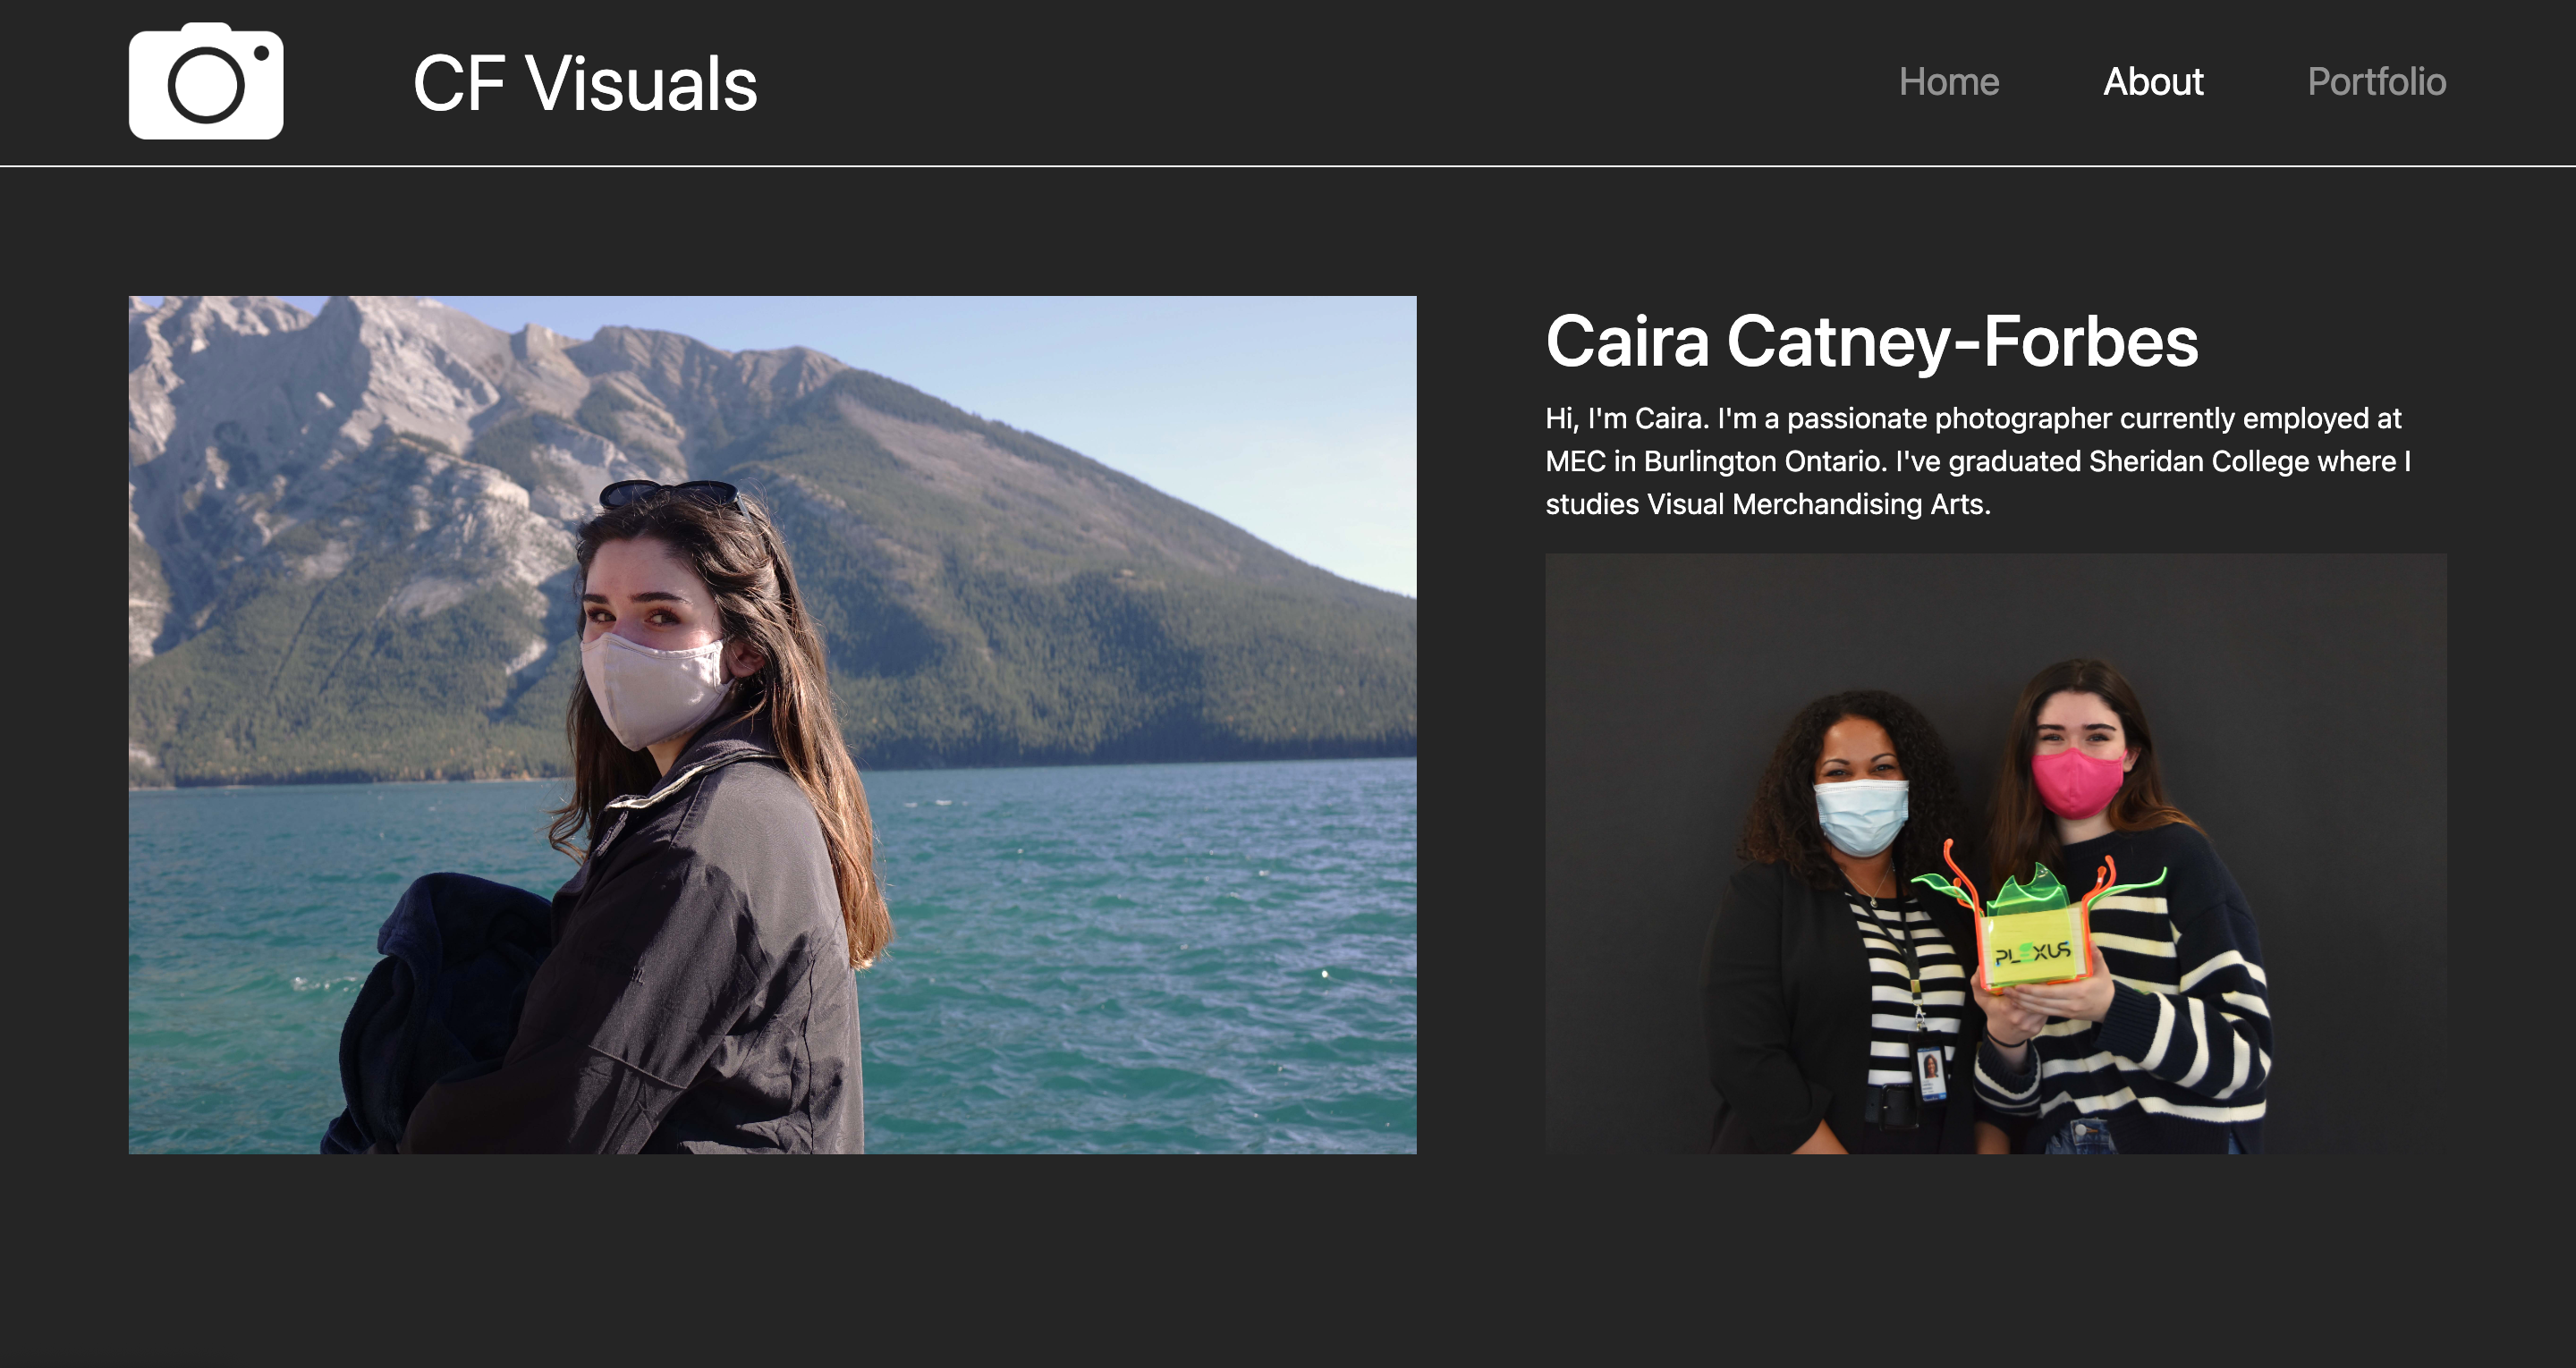 CF Visuals
Home
About
Portfolio
Caira Catney-Forbes
Hi, I'm Caira. I'm a passionate photographer currently employed at
MEC in Burlington Ontario. I've graduated Sheridan College where I
studies Visual Merchandising Arts.
PLEXUS